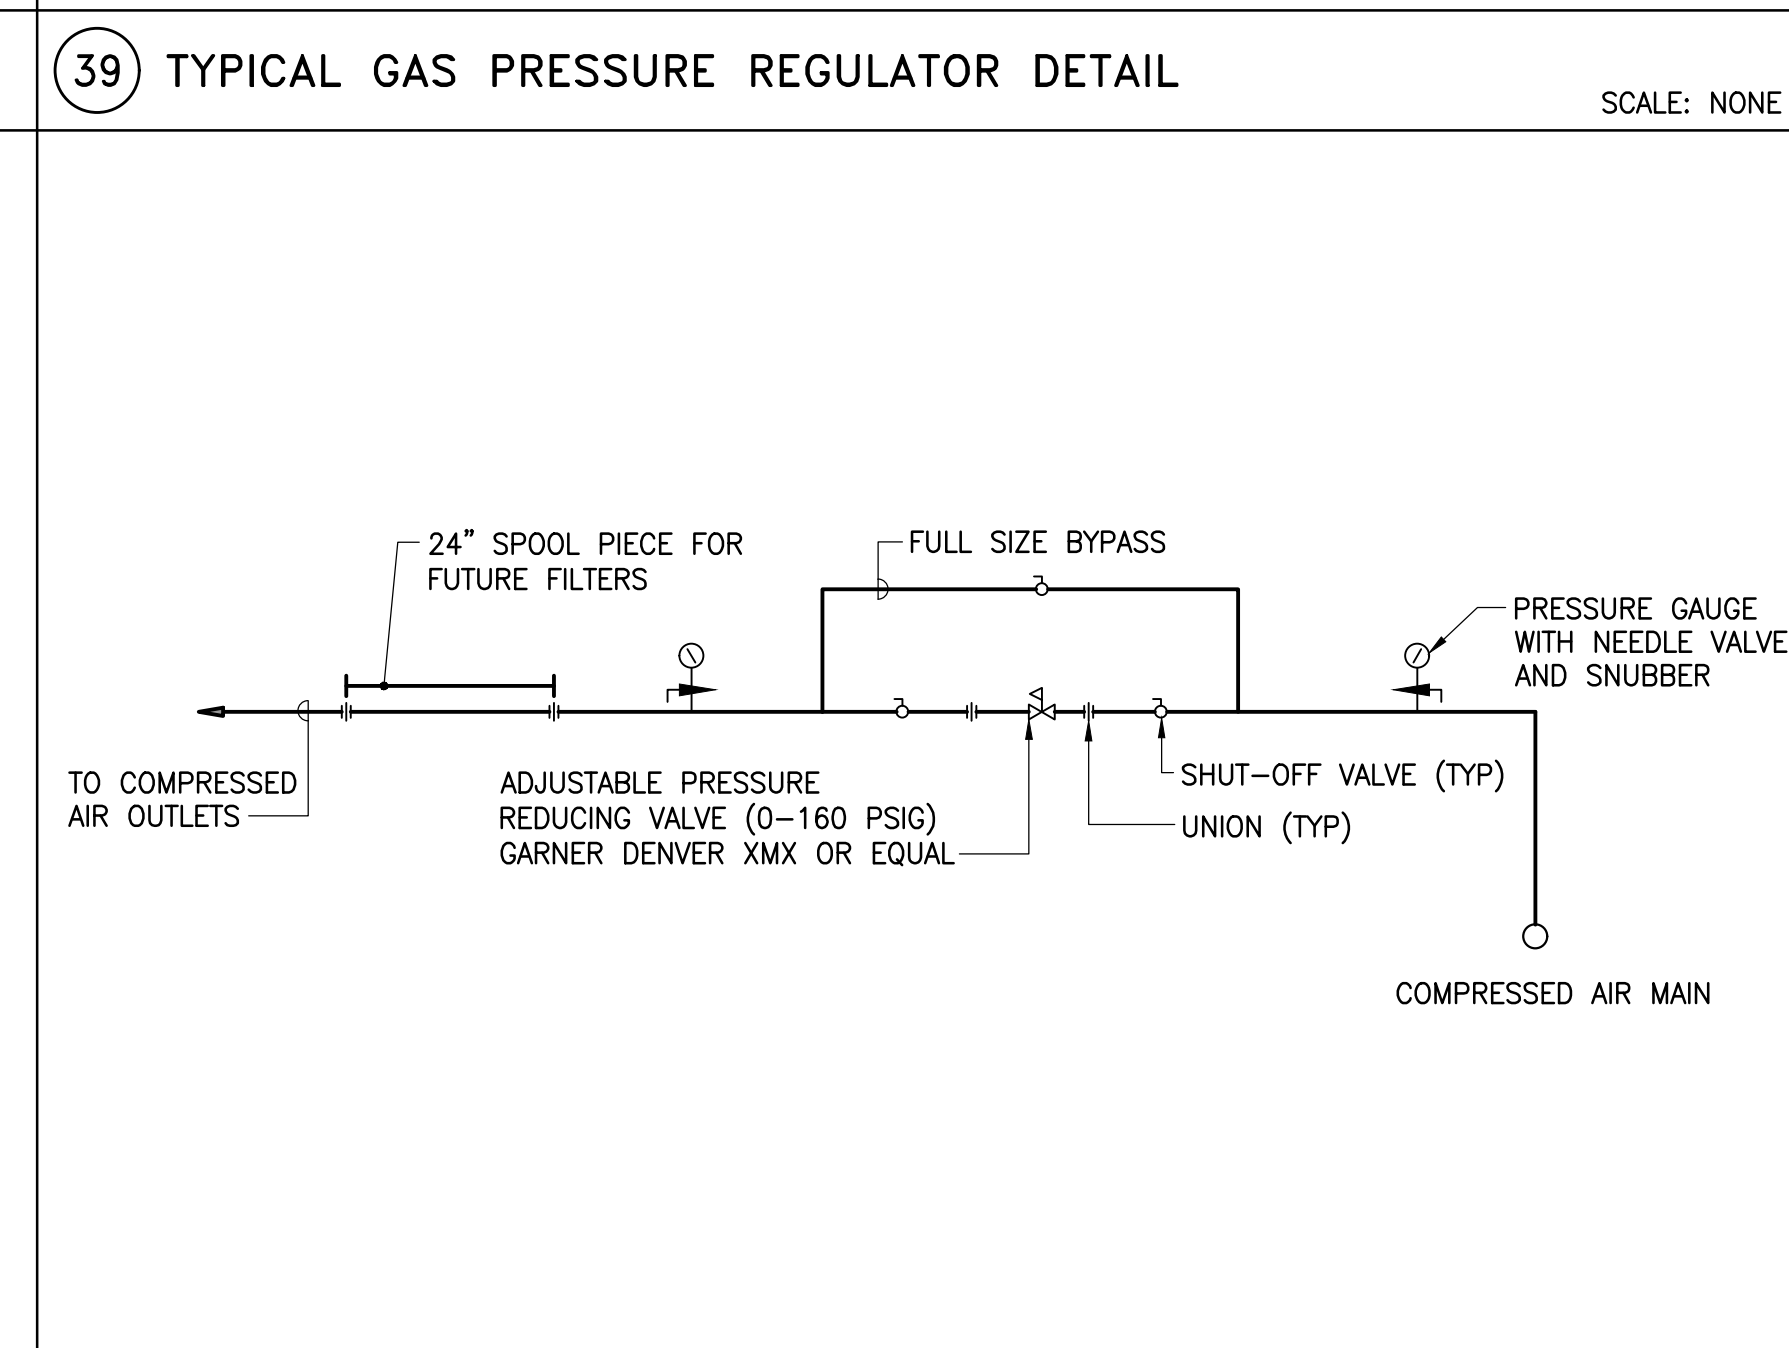 39 TYPICAL GAS PRESSURE REGULATOR DETAIL
SCALE: NONE
24" SPOOL PIECE FOR
FUTURE FILTERS
FULL SIZE BYPASS
PRESSURE GAUGE
WITH NEEDLE VALVE
AND SNUBBER
TO COMPRESSED
AIR OUTLETS
ADJUSTABLE PRESSURE
REDUCING VALVE (0-160 PSIG)
GARNER DENVER XMX OR EQUAL
SHUT-OFF VALVE (TYP)
UNION (TYP)
COMPRESSED AIR MAIN